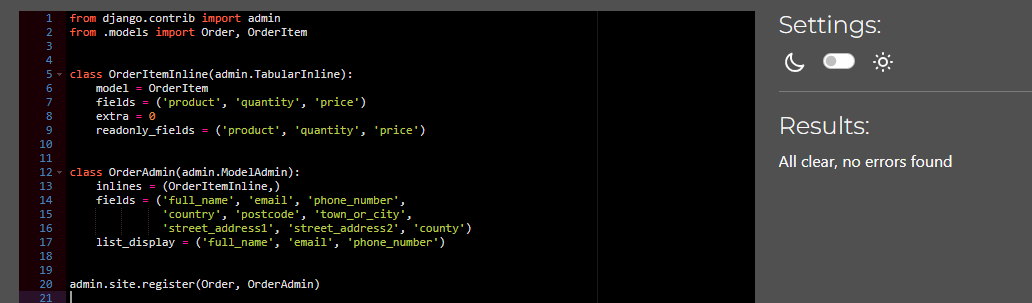 1 from django.contrib import admin
2 from .models import Order, OrderItem
3
4
5 class OrderItemInline(admin.TabularInline):
6     model = OrderItem
7     fields = ('product', 'quantity', 'price')
8     extra = 0
9     readonly_fields = ('product', 'quantity', 'price')
10
11
12 class OrderAdmin(admin.ModelAdmin):
13     inlines = (OrderItemInline,)
14     fields = ('full_name', 'email', 'phone_number',
15               'country', 'postcode', 'town_or_city',
16               'street_address1', 'street_address2', 'county')
17     list_display = ('full_name', 'email', 'phone_number')
18
19
20 admin.site.register(Order, OrderAdmin)
21
Settings:
Results:
All clear, no errors found